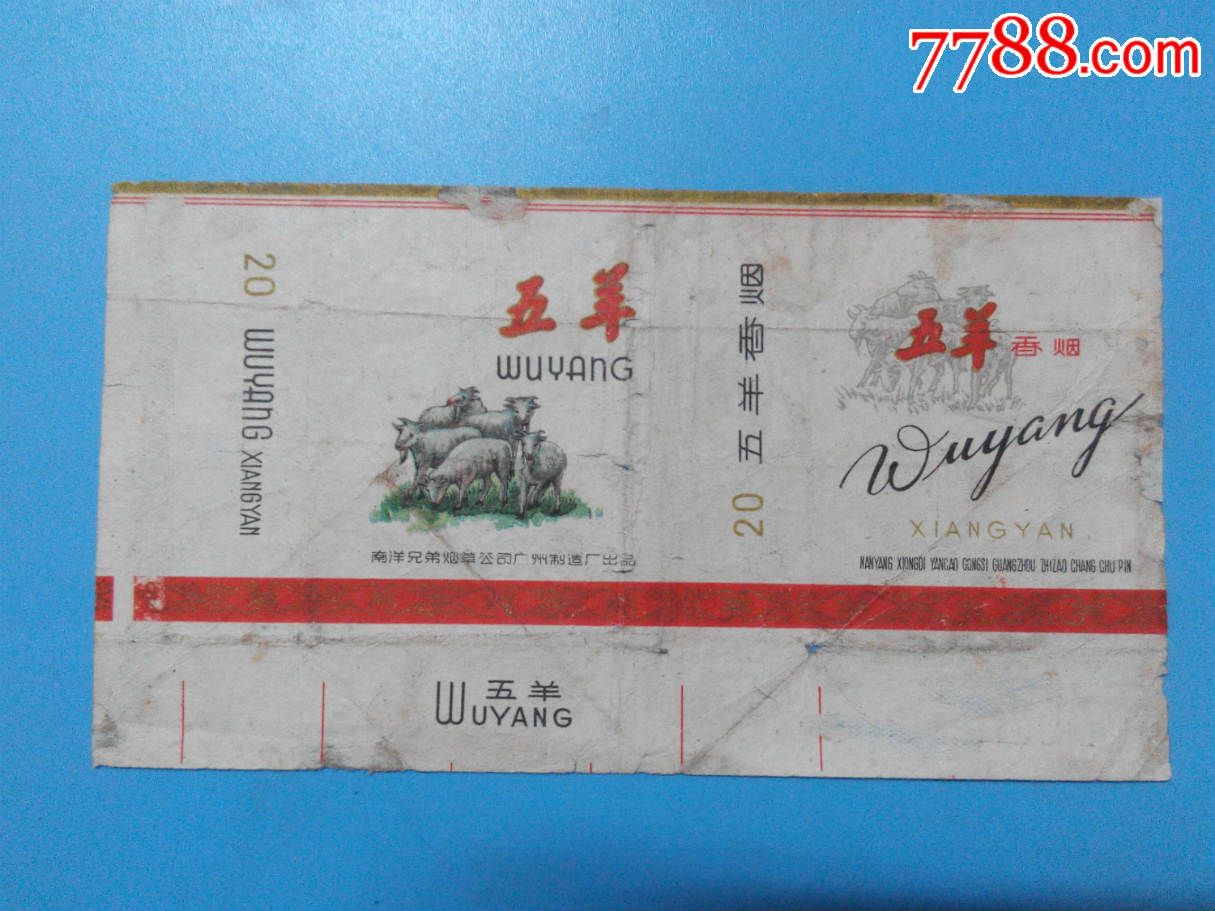 7788.com
20 WUYANG XIANGYAN
五羊
WUYANG
南洋兄弟烟草公司广州制造厂出品
20 五羊香烟
五羊香烟
Wuyang
XIANGYAN
NANYANG XIONGDI YANCAO GONGSI GUANGZHOU ZHIZAO CHANG CHU PIN
五羊
WUYANG